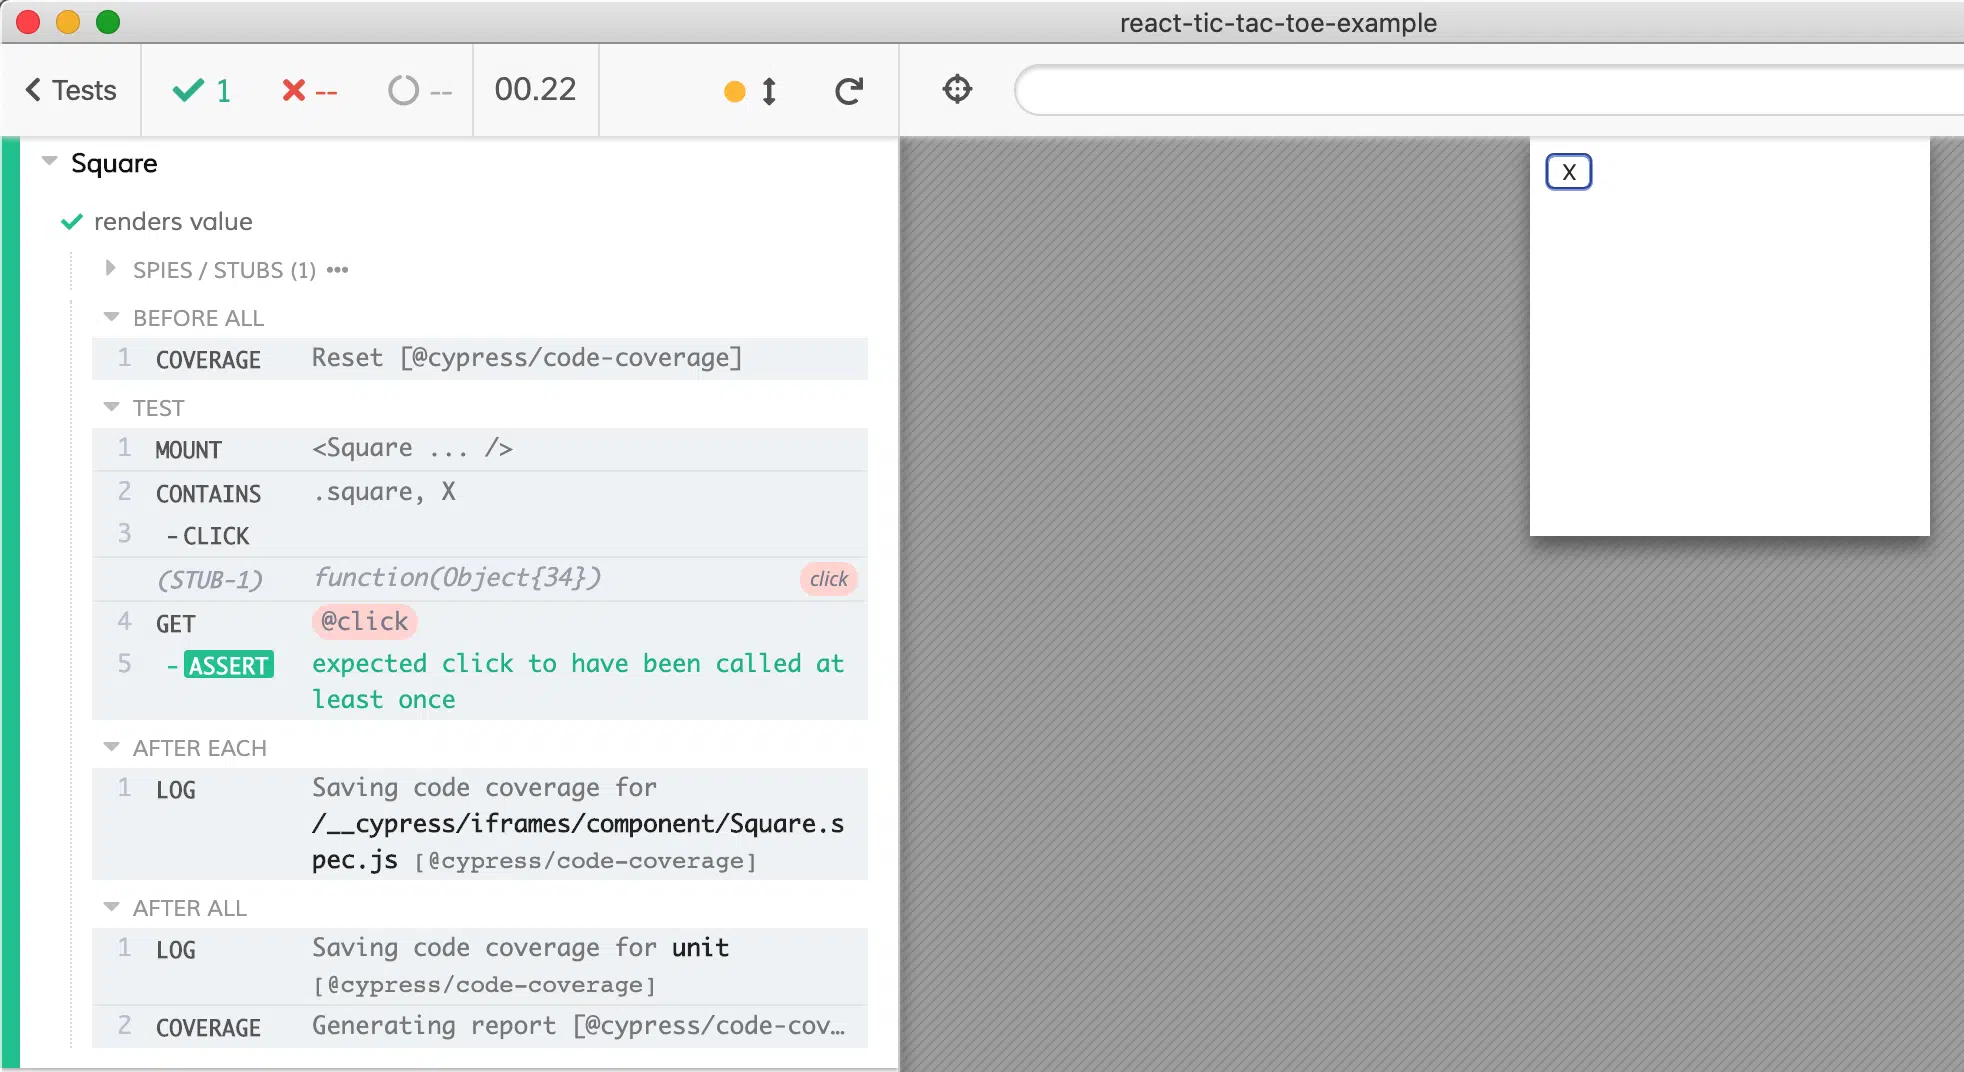 react-tic-tac-toe-example
Tests 1 -- -- 00.22
Square
renders value
SPIES / STUBS (1) •••
BEFORE ALL
1 COVERAGE Reset [@cypress/code-coverage]
TEST
1 MOUNT <Square ... />
2 CONTAINS .square, X
3 -CLICK
(STUB-1) function(Object{34}) click
4 GET @click
5 -ASSERT expected click to have been called at
least once
AFTER EACH
1 LOG Saving code coverage for
/__cypress/iframes/component/Square.s
pec.js [@cypress/code-coverage]
AFTER ALL
1 LOG Saving code coverage for unit
[@cypress/code-coverage]
2 COVERAGE Generating report [@cypress/code-cov…
X